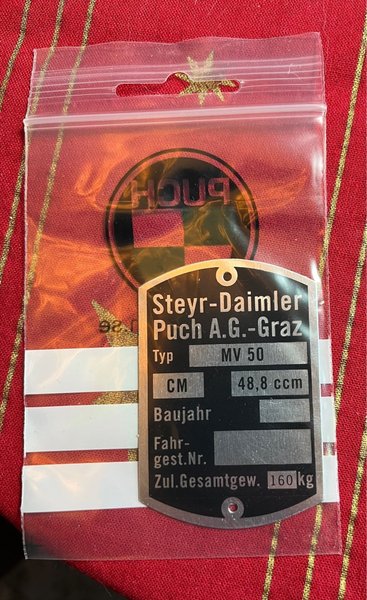 PUCH
Steyr-Daimler
Puch A.G.-Graz
Typ MV 50
CM 48,8 ccm
Baujahr
Fahr-
gest.Nr.
Zul.Gesamtgew. 160 kg